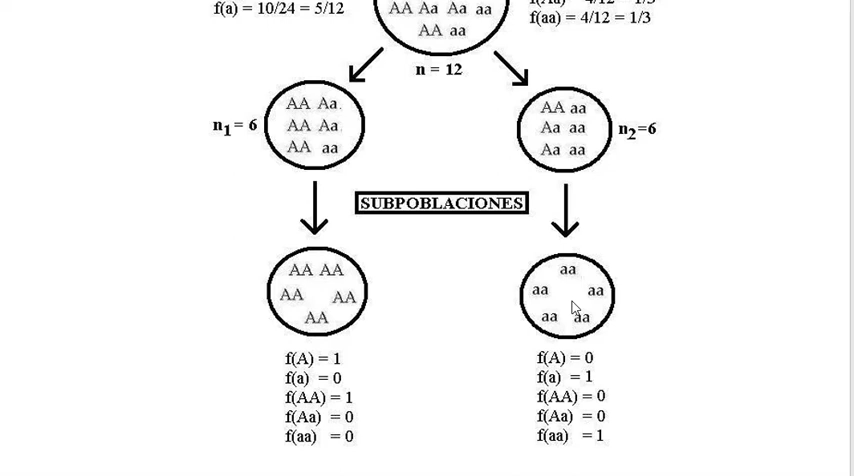 f(a) = 10/24 = 5/12
AA Aa Aa aa
AA aa
f(aa) = 4/12 = 1/3
n = 12
n1 = 6
AA Aa
AA Aa
AA aa
AA aa
Aa aa
Aa aa
n2=6
SUBPOBLACIONES
AA AA
AA AA
AA
aa
aa aa
aa aa
f(A) = 1
f(a) = 0
f(AA) = 1
f(Aa) = 0
f(aa) = 0
f(A) = 0
f(a) = 1
f(AA) = 0
f(Aa) = 0
f(aa) = 1